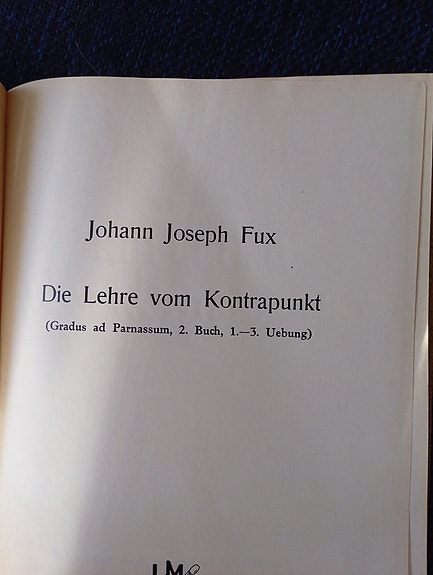 Johann Joseph Fux
Die Lehre vom Kontrapunkt
(Gradus ad Parnassum, 2. Buch, 1.—3. Uebung)